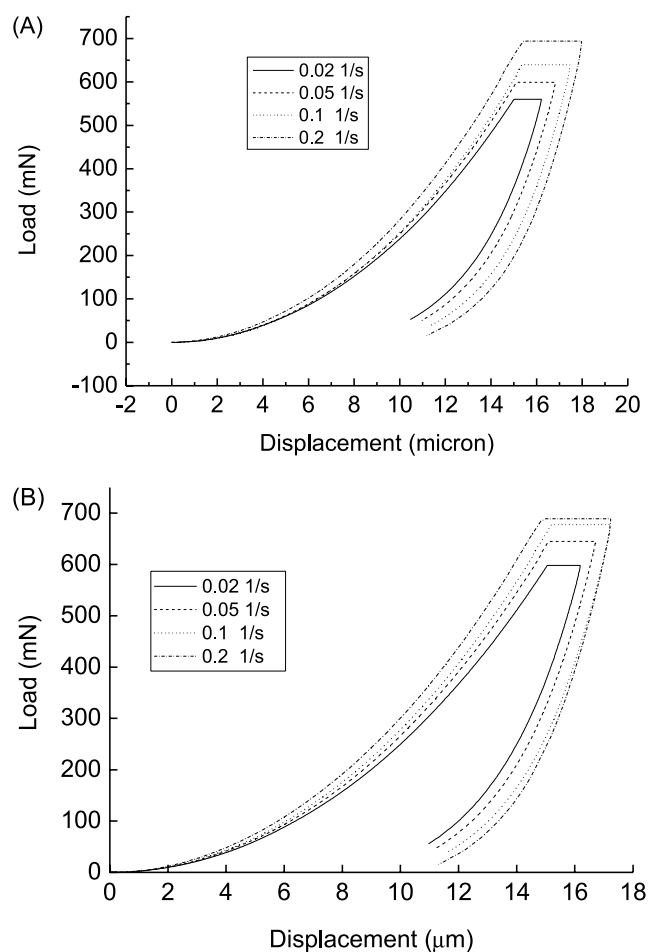 (A)
700
600
500
400
300
200
100
0
-100
Load (mN)
0.02 1/s
0.05 1/s
0.1 1/s
0.2 1/s
-2 0 2 4 6 8 10 12 14 16 18 20
Displacement (micron)
(B)
700
600
500
400
300
200
100
0
Load (mN)
0.02 1/s
0.05 1/s
0.1 1/s
0.2 1/s
0 2 4 6 8 10 12 14 16 18
Displacement (μm)